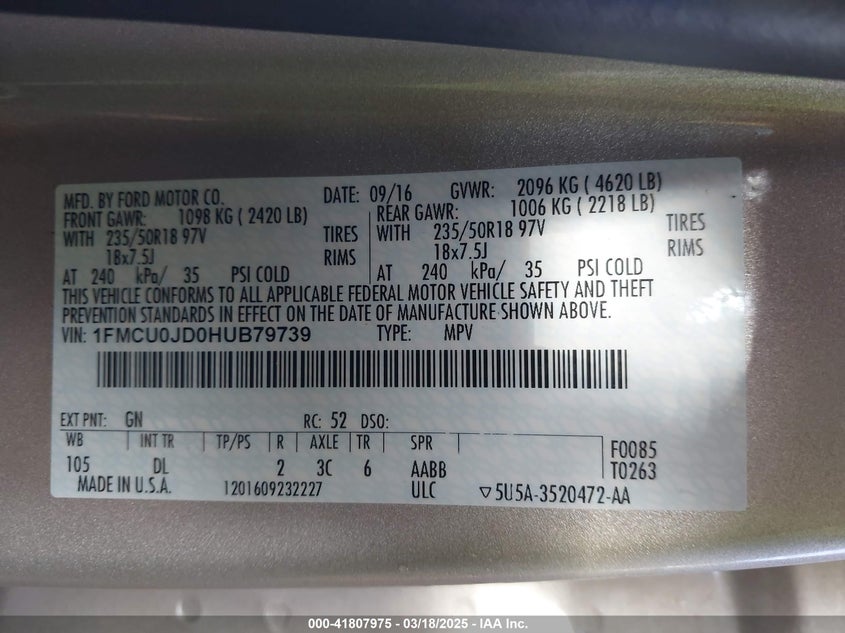 MFD. BY FORD MOTOR CO. DATE: 09/16 GVWR: 2096 KG ( 4620 LB)
FRONT GAWR: 1098 KG ( 2420 LB) REAR GAWR: 1006 KG ( 2218 LB)
WITH 235/50R18 97V TIRES WITH 235/50R18 97V TIRES
18x7.5J RIMS 18x7.5J RIMS
AT 240 kPa/ 35 PSI COLD AT 240 kPa/ 35 PSI COLD
THIS VEHICLE CONFORMS TO ALL APPLICABLE FEDERAL MOTOR VEHICLE SAFETY AND THEFT
PREVENTION STANDARDS IN EFFECT ON THE DATE OF MANUFACTURE SHOWN ABOVE.
VIN: 1FMCU0JD0HUB79739 TYPE: MPV
EXT PNT: GN RC: 52 DSO:
WB INT TR TP/PS R AXLE TR SPR
105 DL 2 3C 6 AABB
F0085
T0263
MADE IN U.S.A. 1201609232227 ULC ▽5U5A-3520472-AA
000-41807975 — 03/18/2025 — IAA Inc.